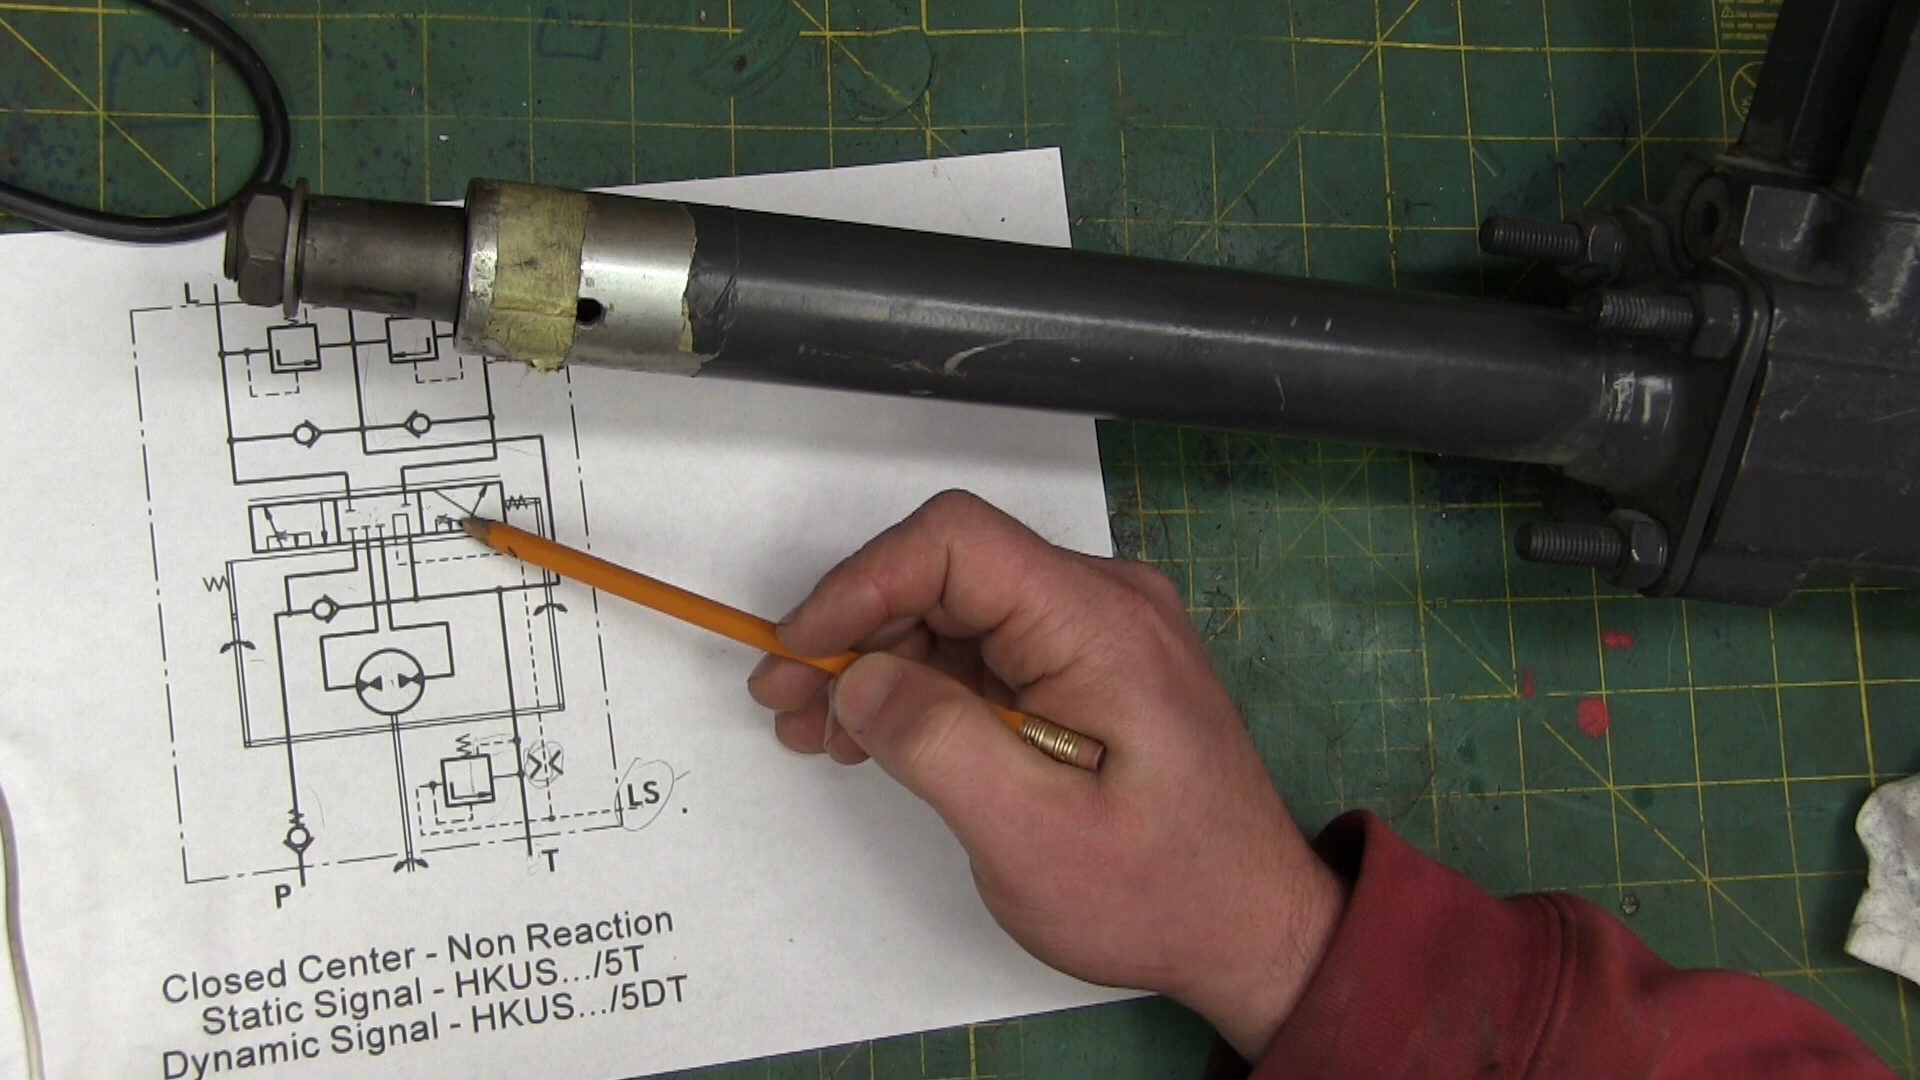 L
LS
T
P
Closed Center - Non Reaction
Static Signal - HKUS.../5T
Dynamic Signal - HKUS.../5DT